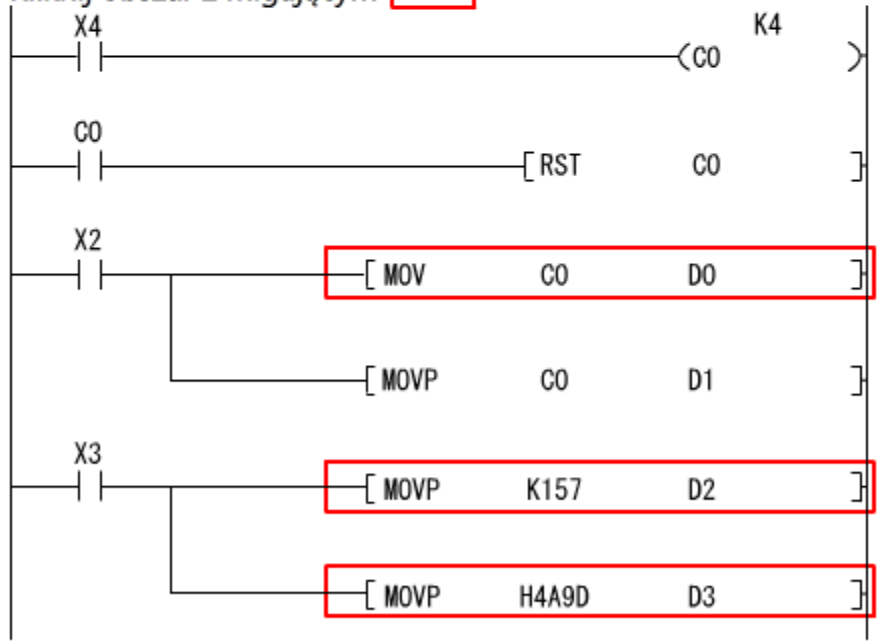 X4 K4
(C0 )
C0
[ RST C0 ]
X2
[ MOV C0 D0 ]
[ MOVP C0 D1 ]
X3
[ MOVP K157 D2 ]
[ MOVP H4A9D D3 ]